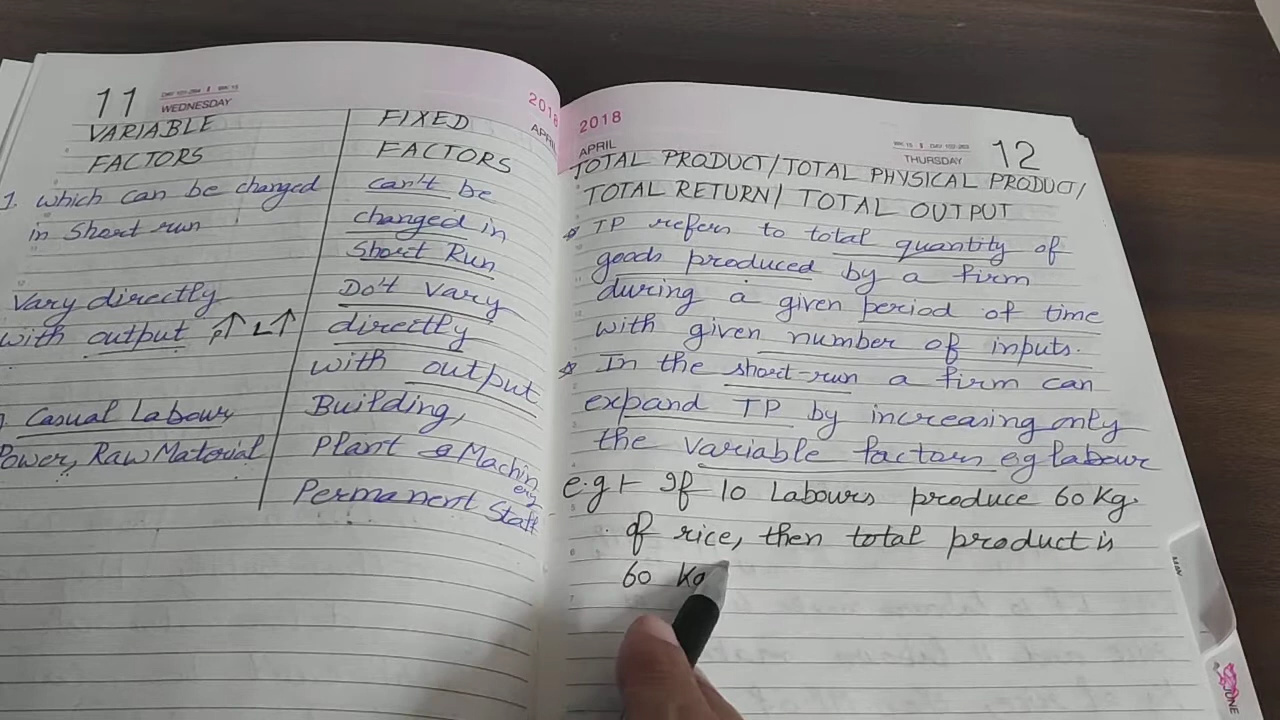 11
WEDNESDAY
2018
APRIL
VARIABLE
FACTORS
FIXED
FACTORS
1. which can be changed
in Short run
can't be
changed in
Short Run
Vary directly
with output P↑ L↑
Do't Vary
directly
with output
Casual Labour,
Power, Raw Material
Building,
Plant & Machin
ery
Permanent Staff
2018
APRIL
THURSDAY
12
TOTAL PRODUCT/TOTAL PHYSICAL PRODUCT/
TOTAL RETURN/ TOTAL OUTPUT
TP refers to total quantity of
goods produced by a firm
during a given period of time
with given number of inputs.
In the short-run a firm can
expand TP by increasing only
the variable factors eg labour
e.g:- If 10 Labours produce 60 Kg
of rice, then total product is
60 Kg
JUNE